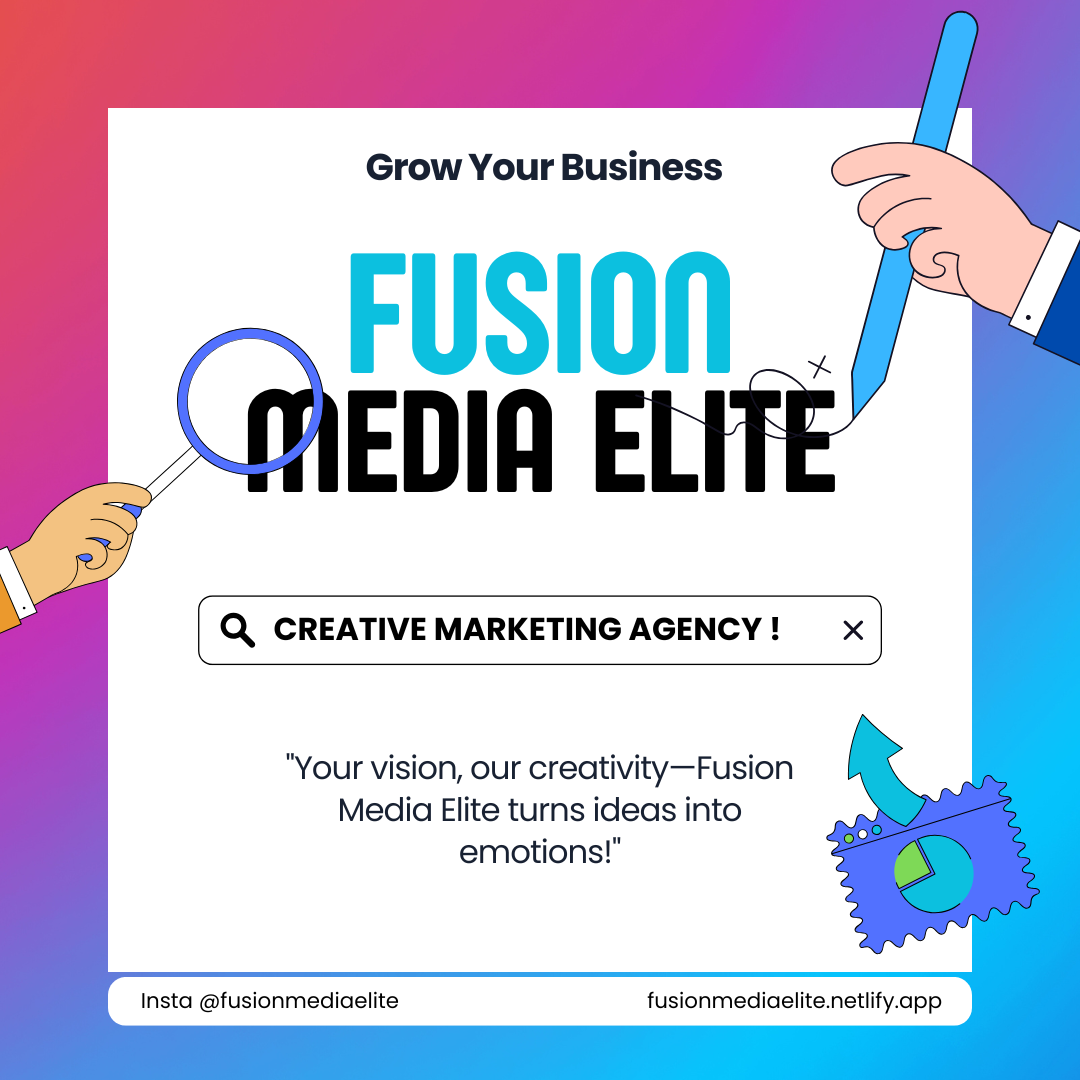 Grow Your Business
FUSION
MEDIA ELITE
CREATIVE MARKETING AGENCY !
"Your vision, our creativity—Fusion
Media Elite turns ideas into
emotions!"
Insta @fusionmediaelite
fusionmediaelite.netlify.app